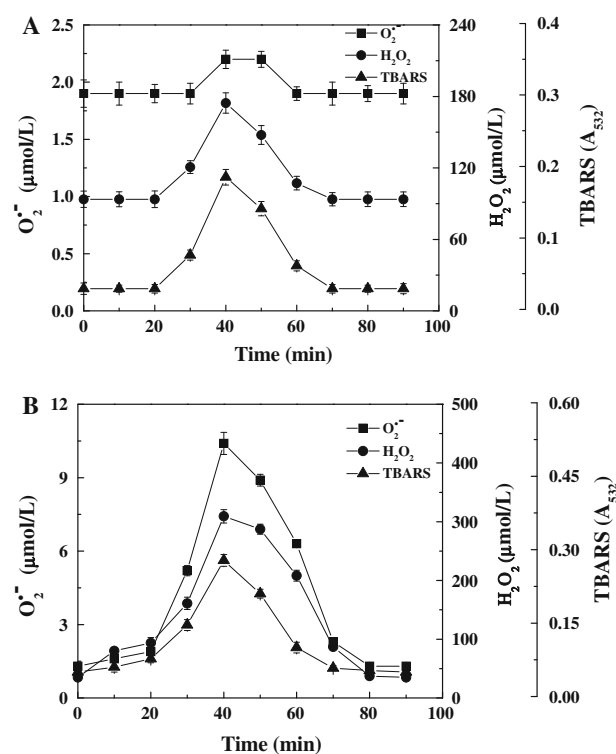 A
O₂•⁻
H₂O₂
TBARS
2.5
2.0
1.5
1.0
0.5
0.0
O₂•⁻ (µmol/L)
240
180
120
60
0
H₂O₂ (µmol/L)
0.4
0.3
0.2
0.1
0.0
TBARS (A₅₃₂)
0 20 40 60 80 100
Time (min)
B
O₂•⁻
H₂O₂
TBARS
12
9
6
3
0
O₂•⁻ (µmol/L)
500
400
300
200
100
0
H₂O₂ (µmol/L)
0.60
0.45
0.30
0.15
0.00
TBARS (A₅₃₂)
0 20 40 60 80 100
Time (min)